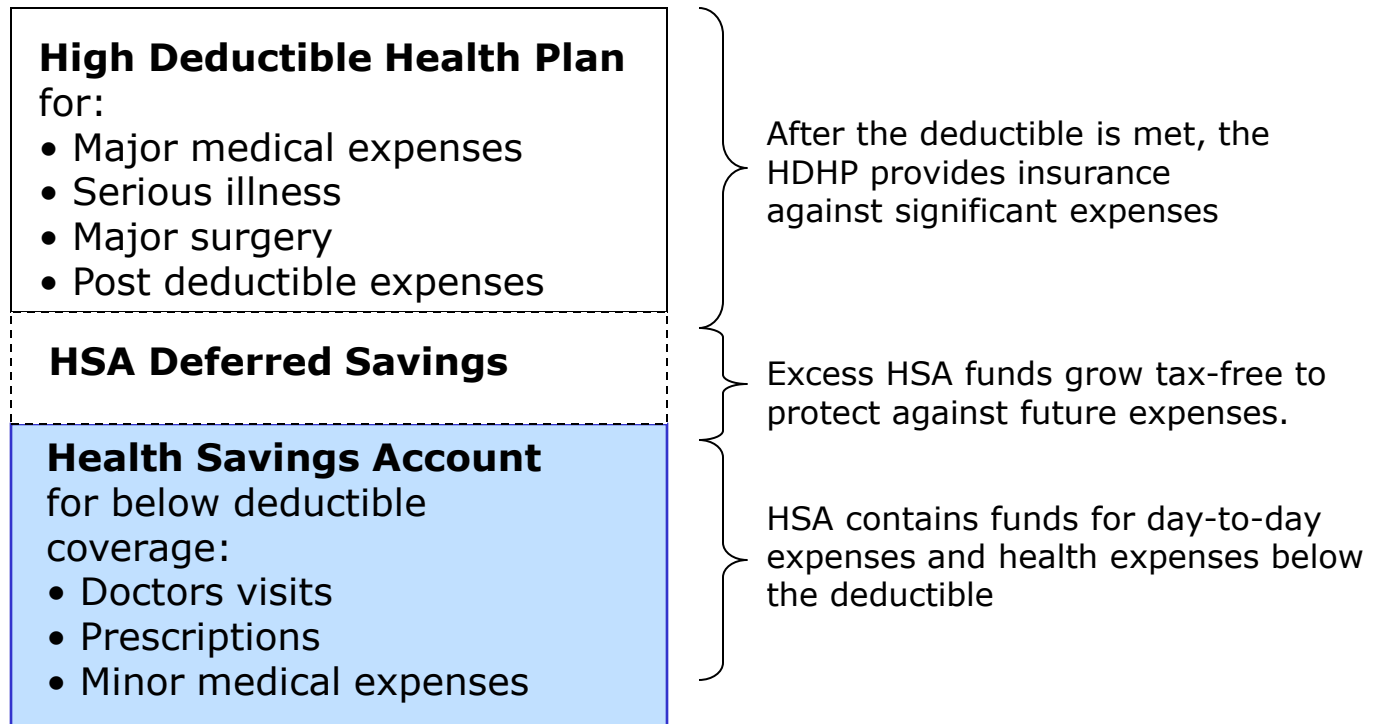 High Deductible Health Plan
for:
• Major medical expenses
• Serious illness
• Major surgery
• Post deductible expenses
After the deductible is met, the
HDHP provides insurance
against significant expenses
HSA Deferred Savings
Excess HSA funds grow tax-free to
protect against future expenses.
Health Savings Account
for below deductible
coverage:
• Doctors visits
• Prescriptions
• Minor medical expenses
HSA contains funds for day-to-day
expenses and health expenses below
the deductible